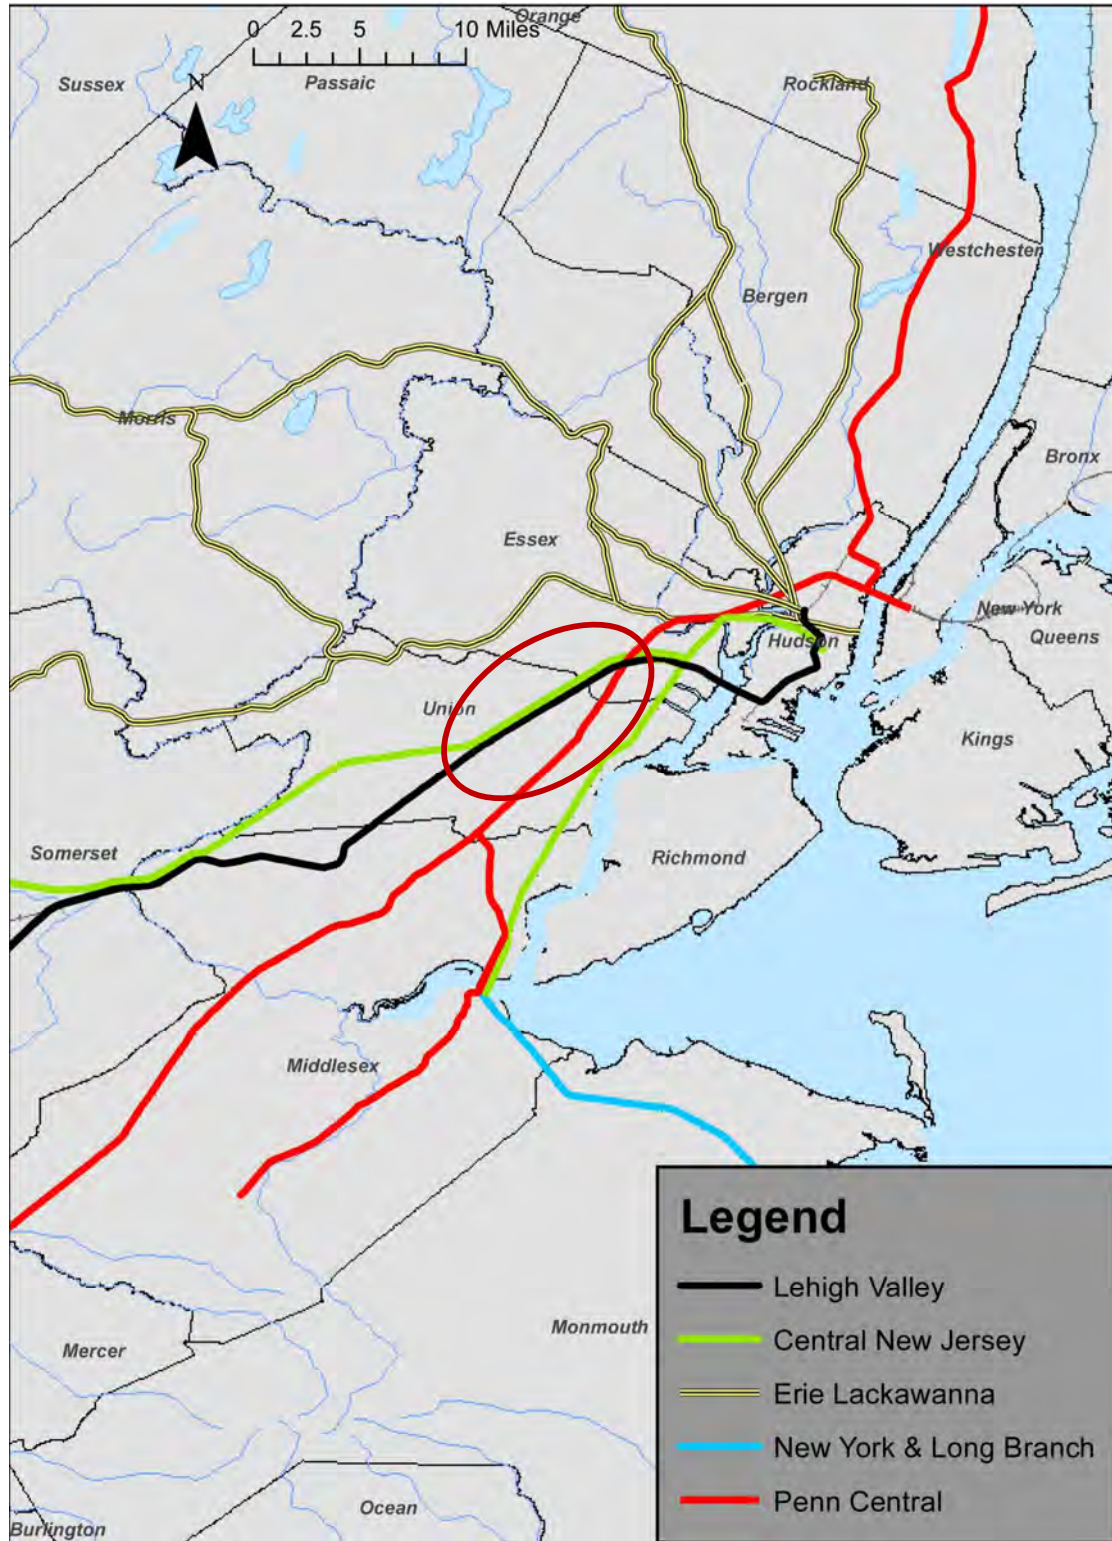 Orange
0 2.5 5 10 Miles
Sussex
N
Passaic
Rockland
Westchester
Bergen
Morris
Bronx
Essex
New York
Queens
Hudson
Union
Kings
Somerset
Richmond
Middlesex
Monmouth
Mercer
Ocean
Burlington
Legend
Lehigh Valley
Central New Jersey
Erie Lackawanna
New York & Long Branch
Penn Central